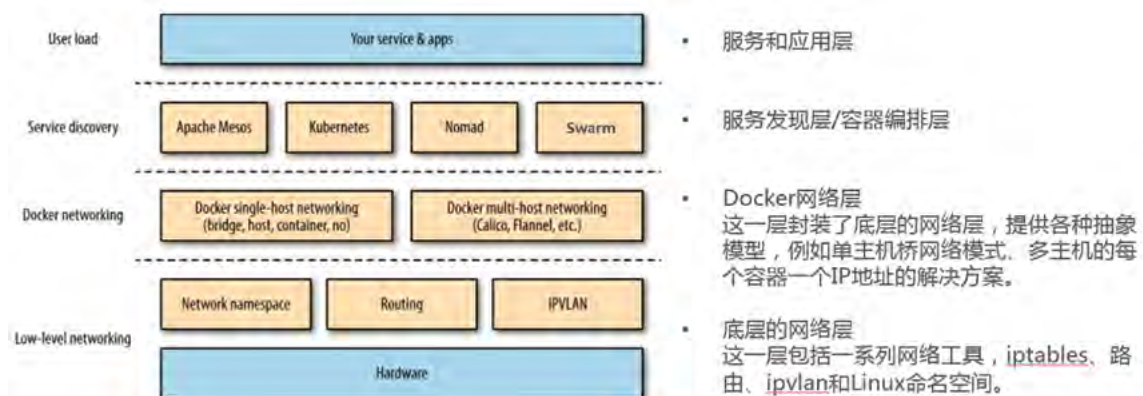 User load
Your service & apps
• 服务和应用层
Service discovery
Apache Mesos
Kubernetes
Nomad
Swarm
• 服务发现层/容器编排层
Docker networking
Docker single-host networking
(bridge, host, container, no)
Docker multi-host networking
(Calico, Flannel, etc.)
• Docker网络层
这一层封装了底层的网络层，提供各种抽象
模型，例如单主机桥网络模式、多主机的每
个容器一个IP地址的解决方案。
Low-level networking
Network namespace
Routing
IPVLAN
Hardware
• 底层的网络层
这一层包括一系列网络工具，iptables、路
由、ipvlan和Linux命名空间。